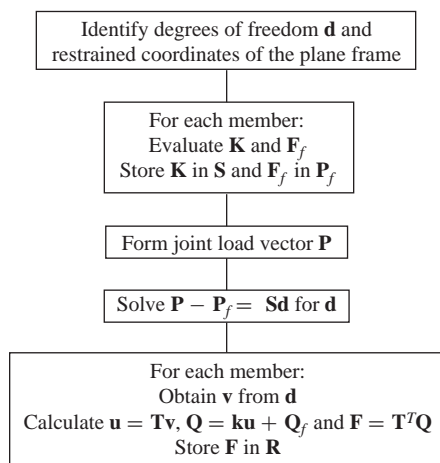 Identify degrees of freedom d and
restrained coordinates of the plane frame
For each member:
Evaluate K and F_f
Store K in S and F_f in P_f
Form joint load vector P
Solve P − P_f = Sd for d
For each member:
Obtain v from d
Calculate u = Tv, Q = ku + Q_f and F = T^T Q
Store F in R